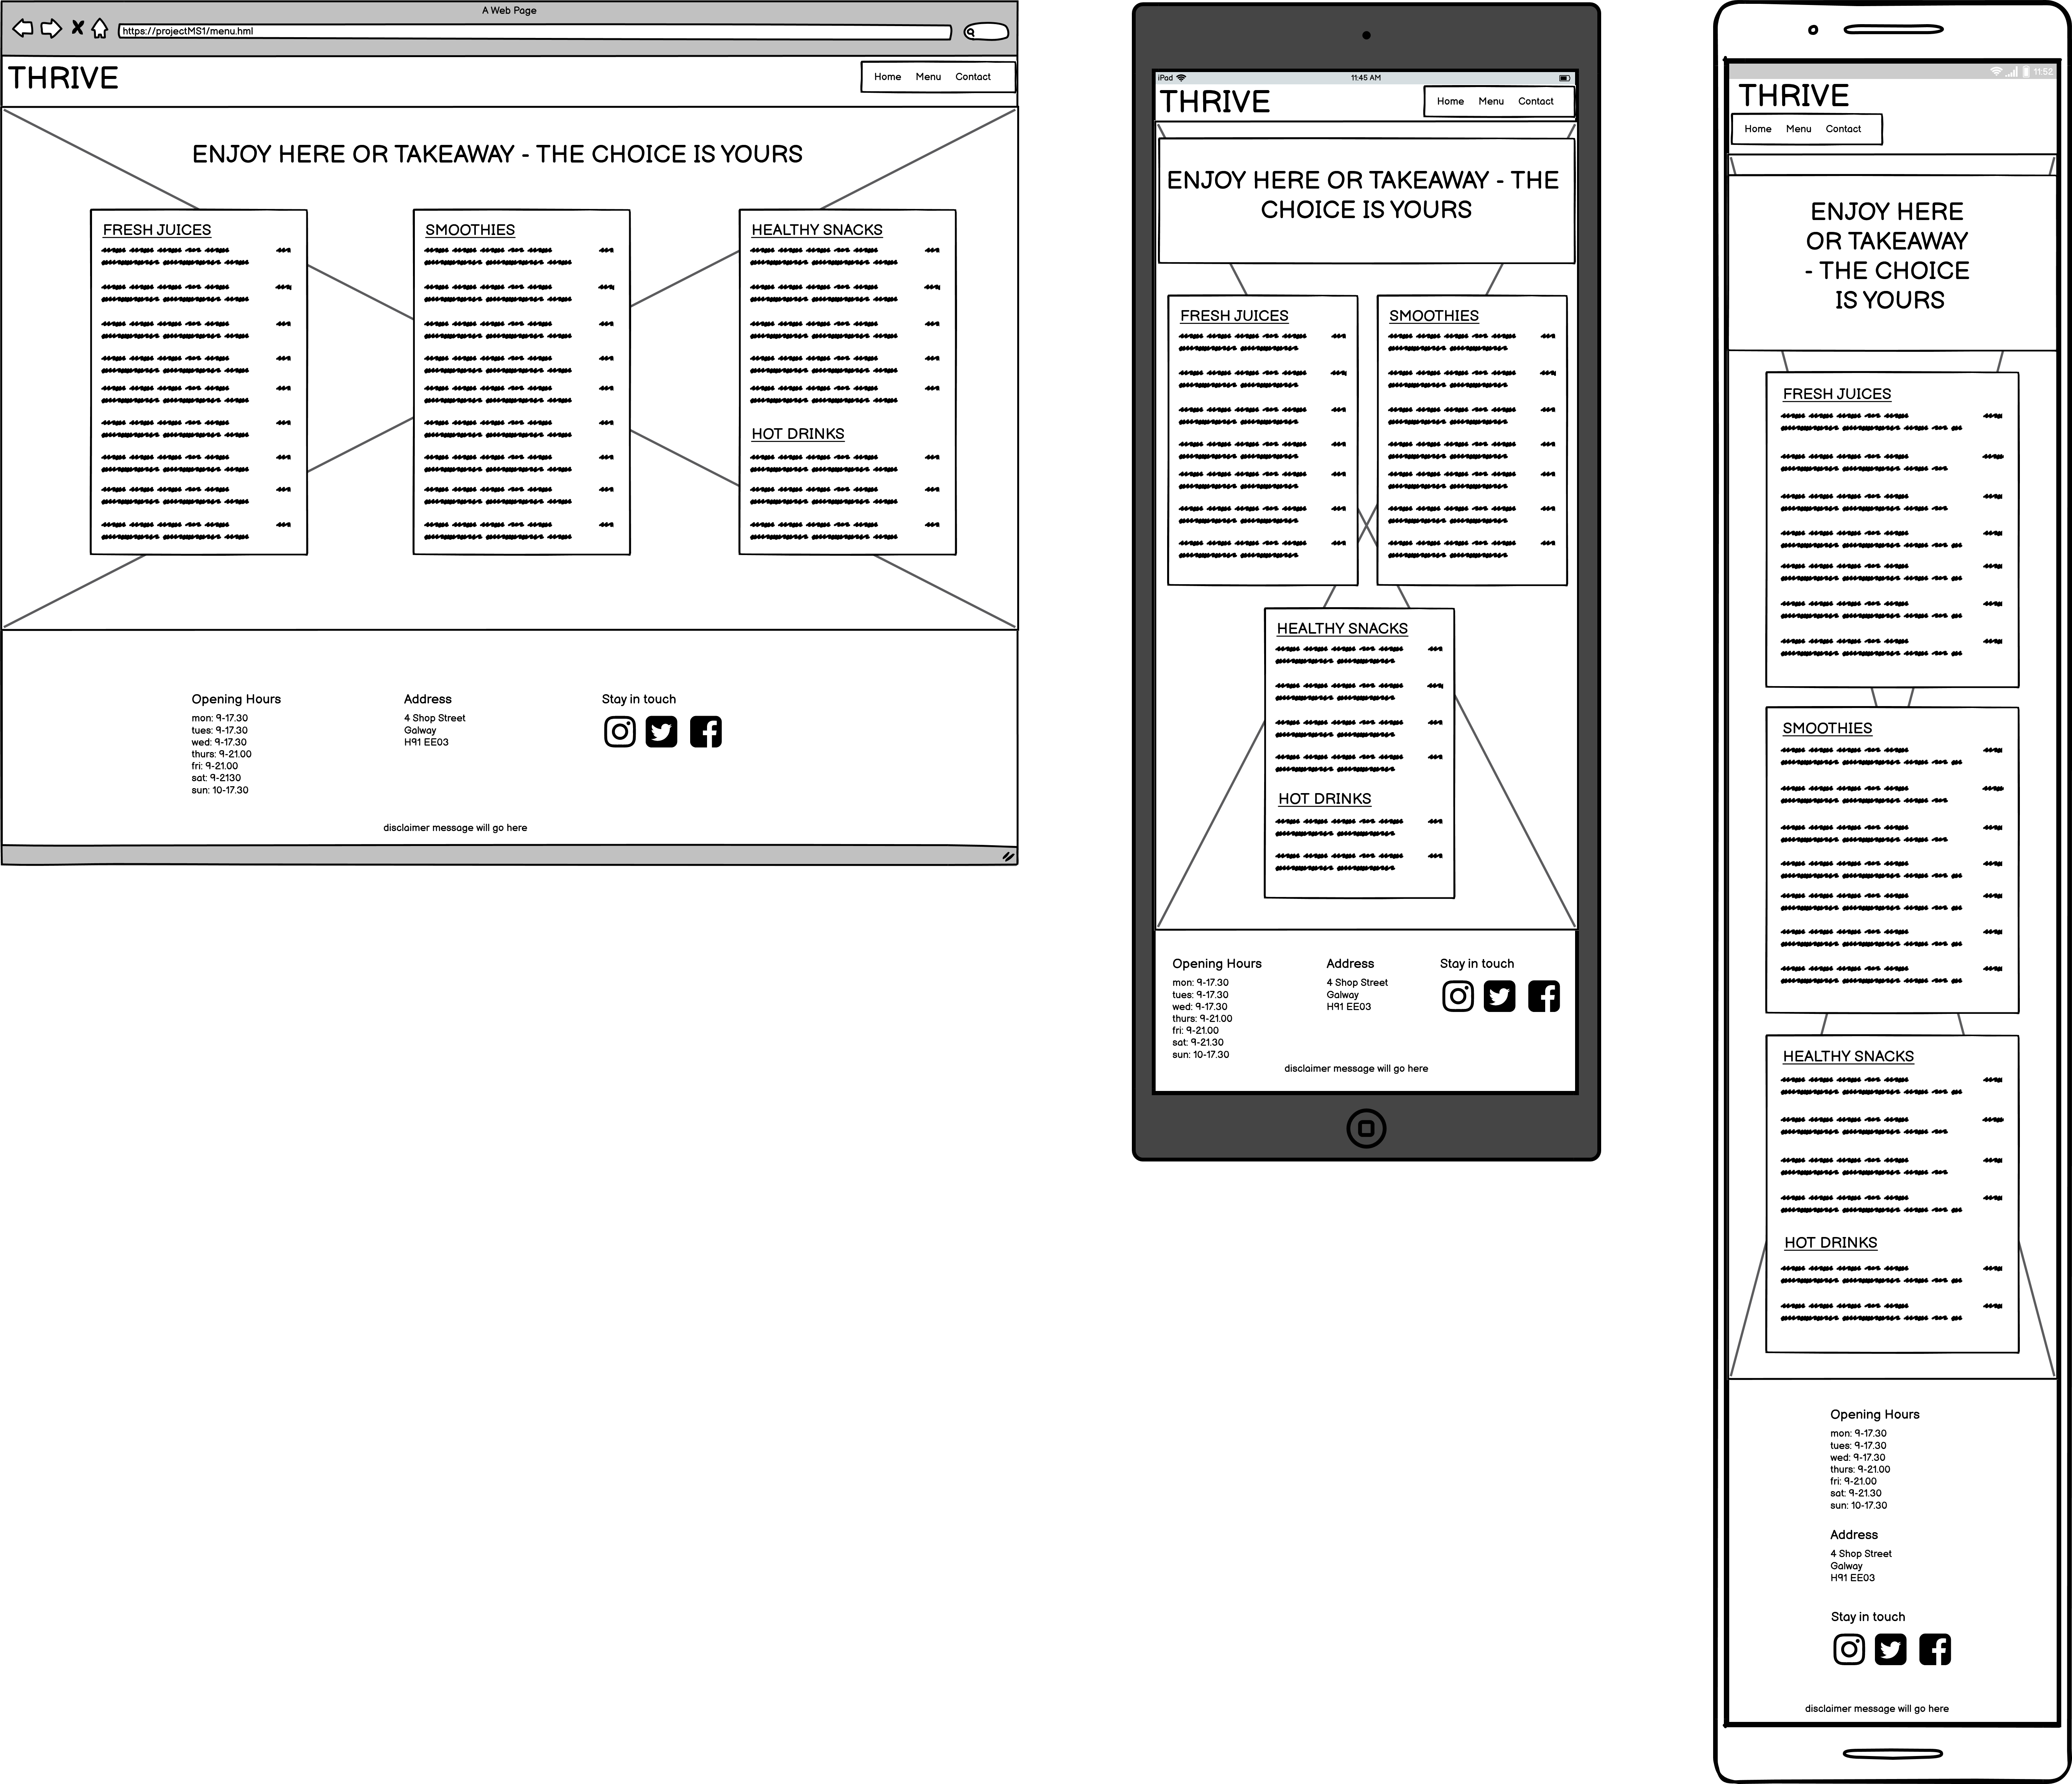 A Web Page
https://projectMS1/menu.hml
THRIVE
Home Menu Contact
ENJOY HERE OR TAKEAWAY - THE CHOICE IS YOURS
FRESH JUICES
SMOOTHIES
HEALTHY SNACKS
HOT DRINKS
Opening Hours
mon: 9-17.30
tues: 9-17.30
wed: 9-17.30
thurs: 9-21.00
fri: 9-21.00
sat: 9-2130
sun: 10-17.30
Address
4 Shop Street
Galway
H91 EE03
Stay in touch
disclaimer message will go here
iPad
11:45 AM
THRIVE
Home Menu Contact
ENJOY HERE OR TAKEAWAY - THE
CHOICE IS YOURS
FRESH JUICES
SMOOTHIES
HEALTHY SNACKS
HOT DRINKS
Opening Hours
mon: 9-17.30
tues: 9-17.30
wed: 9-17.30
thurs: 9-21.00
fri: 9-21.00
sat: 9-21.30
sun: 10-17.30
Address
4 Shop Street
Galway
H91 EE03
Stay in touch
disclaimer message will go here
11:52
THRIVE
Home Menu Contact
ENJOY HERE
OR TAKEAWAY
- THE CHOICE
IS YOURS
FRESH JUICES
SMOOTHIES
HEALTHY SNACKS
HOT DRINKS
Opening Hours
mon: 9-17.30
tues: 9-17.30
wed: 9-17.30
thurs: 9-21.00
fri: 9-21.00
sat: 9-21.30
sun: 10-17.30
Address
4 Shop Street
Galway
H91 EE03
Stay in touch
disclaimer message will go here